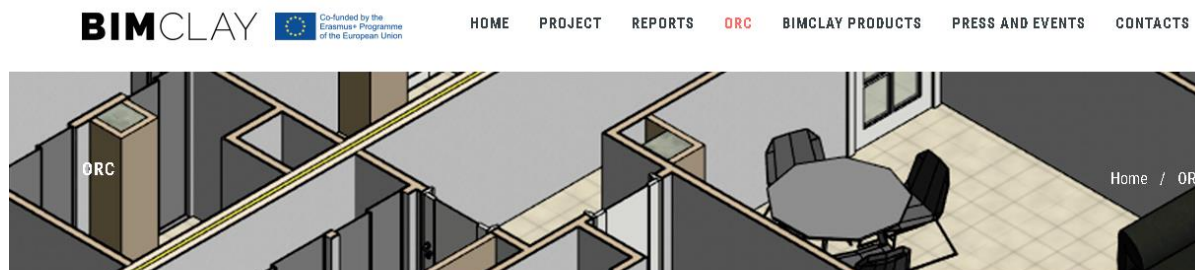 BIMCLAY
Co-funded by the
Erasmus+ Programme
of the European Union
HOME PROJECT REPORTS ORC BIMCLAY PRODUCTS PRESS AND EVENTS CONTACTS
ORC
Home / OR